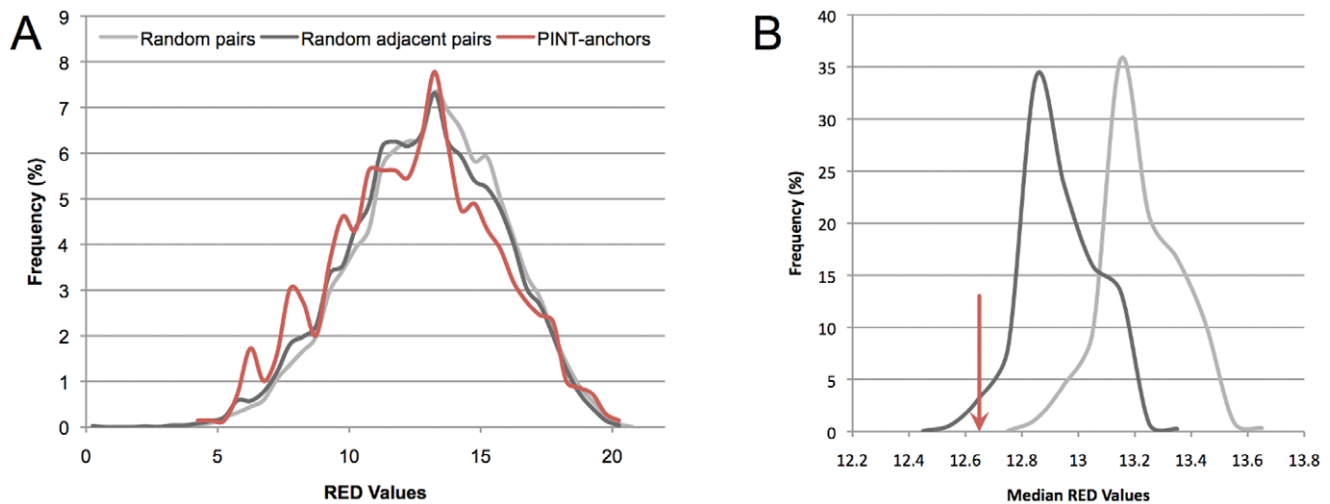 A
Random pairs Random adjacent pairs PINT-anchors
9
8
7
6
5
4
3
2
1
0
Frequency (%)
0 5 10 15 20
RED Values
B
40
35
30
25
20
15
10
5
0
Frequency (%)
12.2 12.4 12.6 12.8 13 13.2 13.4 13.6 13.8
Median RED Values